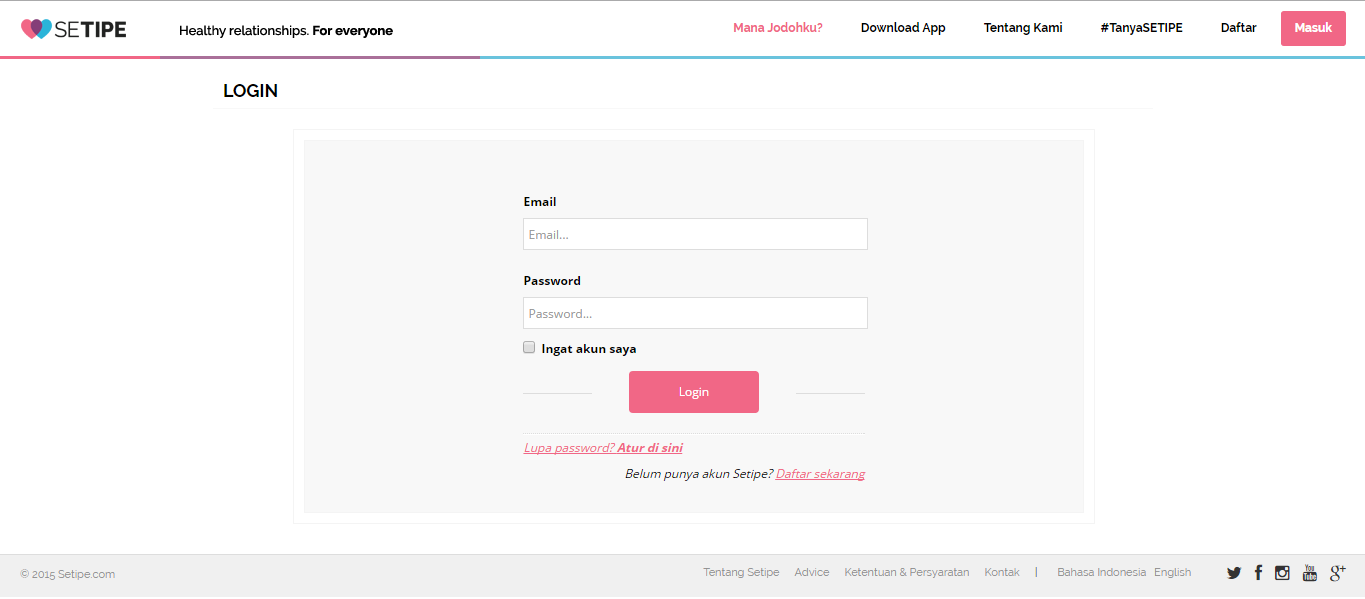 SETIPE Healthy relationships. For everyone Mana Jodohku? Download App Tentang Kami #TanyaSETIPE Daftar Masuk
LOGIN
Email
Email...
Password
Password...
Ingat akun saya
Login
Lupa password? Atur di sini
Belum punya akun Setipe? Daftar sekarang
© 2015 Setipe.com Tentang Setipe Advice Ketentuan & Persyaratan Kontak | Bahasa Indonesia English You Tube g+